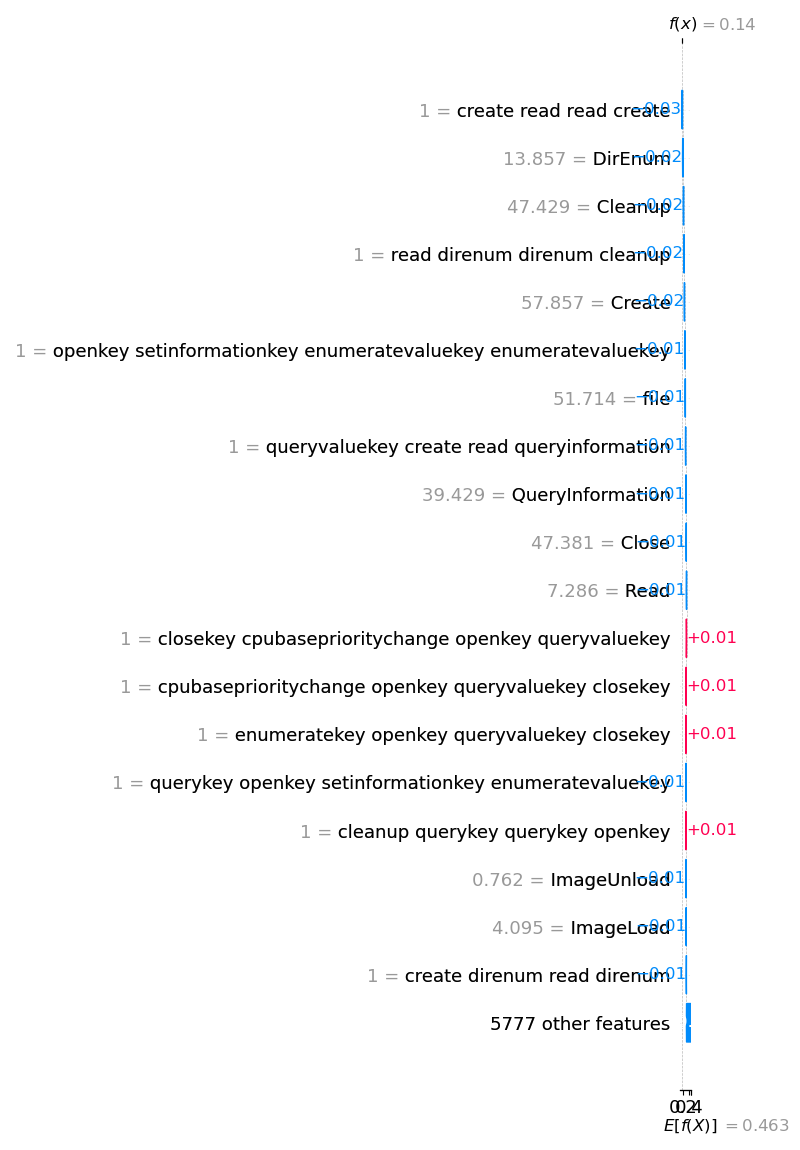 f(x) = 0.14
1 = create read read create −0.03
13.857 = DirEnum −0.02
47.429 = Cleanup −0.02
1 = read direnum direnum cleanup −0.02
57.857 = Create −0.02
1 = openkey setinformationkey enumeratevaluekey enumeratevaluekey −0.01
51.714 = file −0.01
1 = queryvaluekey create read queryinformation −0.01
39.429 = QueryInformation −0.01
47.381 = Close −0.01
7.286 = Read −0.01
1 = closekey cpubaseprioritychange openkey queryvaluekey +0.01
1 = cpubaseprioritychange openkey queryvaluekey closekey +0.01
1 = enumeratekey openkey queryvaluekey closekey +0.01
1 = querykey openkey setinformationkey enumeratevaluekey −0.01
1 = cleanup querykey querykey openkey +0.01
0.762 = ImageUnload −0.01
4.095 = ImageLoad −0.01
1 = create direnum read direnum −0.01
5777 other features
0.2 0.4
E[f(X)] = 0.463